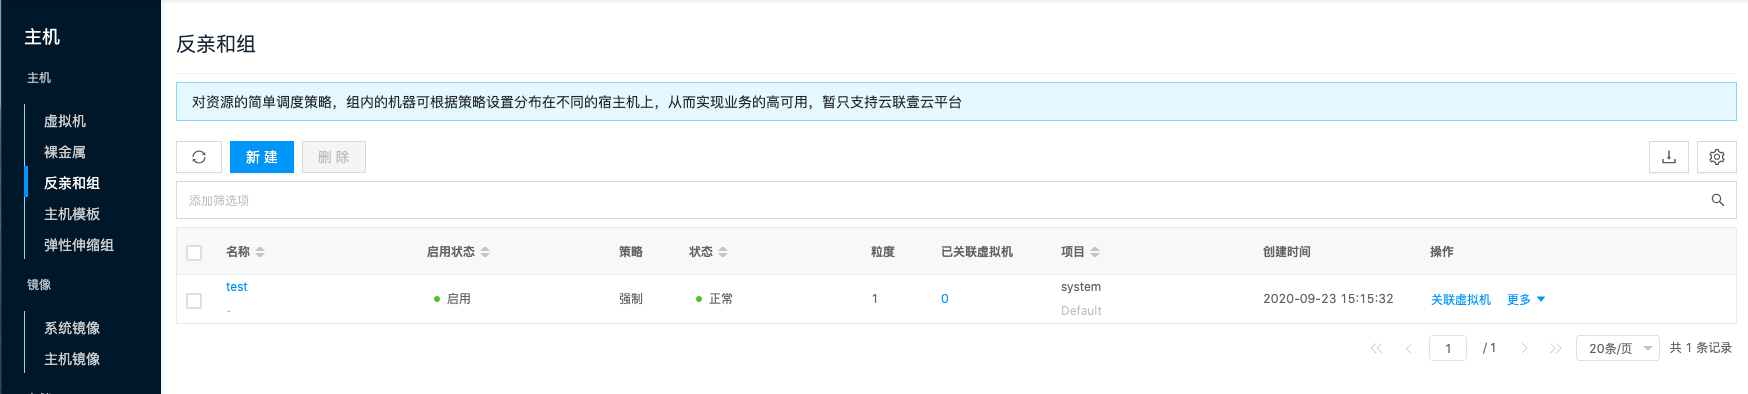 主机
主机
虚拟机
裸金属
反亲和组
主机模板
弹性伸缩组
镜像
系统镜像
主机镜像
反亲和组
对资源的简单调度策略，组内的机器可根据策略设置分布在不同的宿主机上，从而实现业务的高可用，暂只支持云联壹云平台
新 建 删 除
添加筛选项
名称 启用状态 策略 状态 粒度 已关联虚拟机 项目 创建时间 操作
test 启用 强制 正常 1 0 system 2020-09-23 15:15:32 关联虚拟机 更多
- Default
1 / 1 20条/页 共 1 条记录